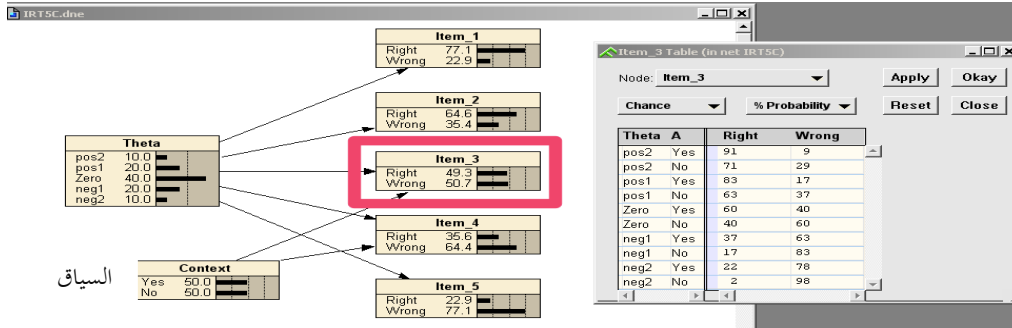 IRT5C.dne
Item_1
Right 77.1
Wrong 22.9
Item_2
Right 64.6
Wrong 35.4
Theta
pos2 10.0
pos1 20.0
Zero 40.0
neg1 20.0
neg2 10.0
Item_3
Right 49.3
Wrong 50.7
Item_4
Right 35.6
Wrong 64.4
السياق
Context
Yes 50.0
No 50.0
Item_5
Right 22.9
Wrong 77.1
Item_3 Table (in net IRT5C)
Node: Item_3 Apply Okay
Chance % Probability Reset Close
Theta A Right Wrong
pos2 Yes 91 9
pos2 No 71 29
pos1 Yes 83 17
pos1 No 63 37
Zero Yes 60 40
Zero No 40 60
neg1 Yes 37 63
neg1 No 17 83
neg2 Yes 22 78
neg2 No 2 98